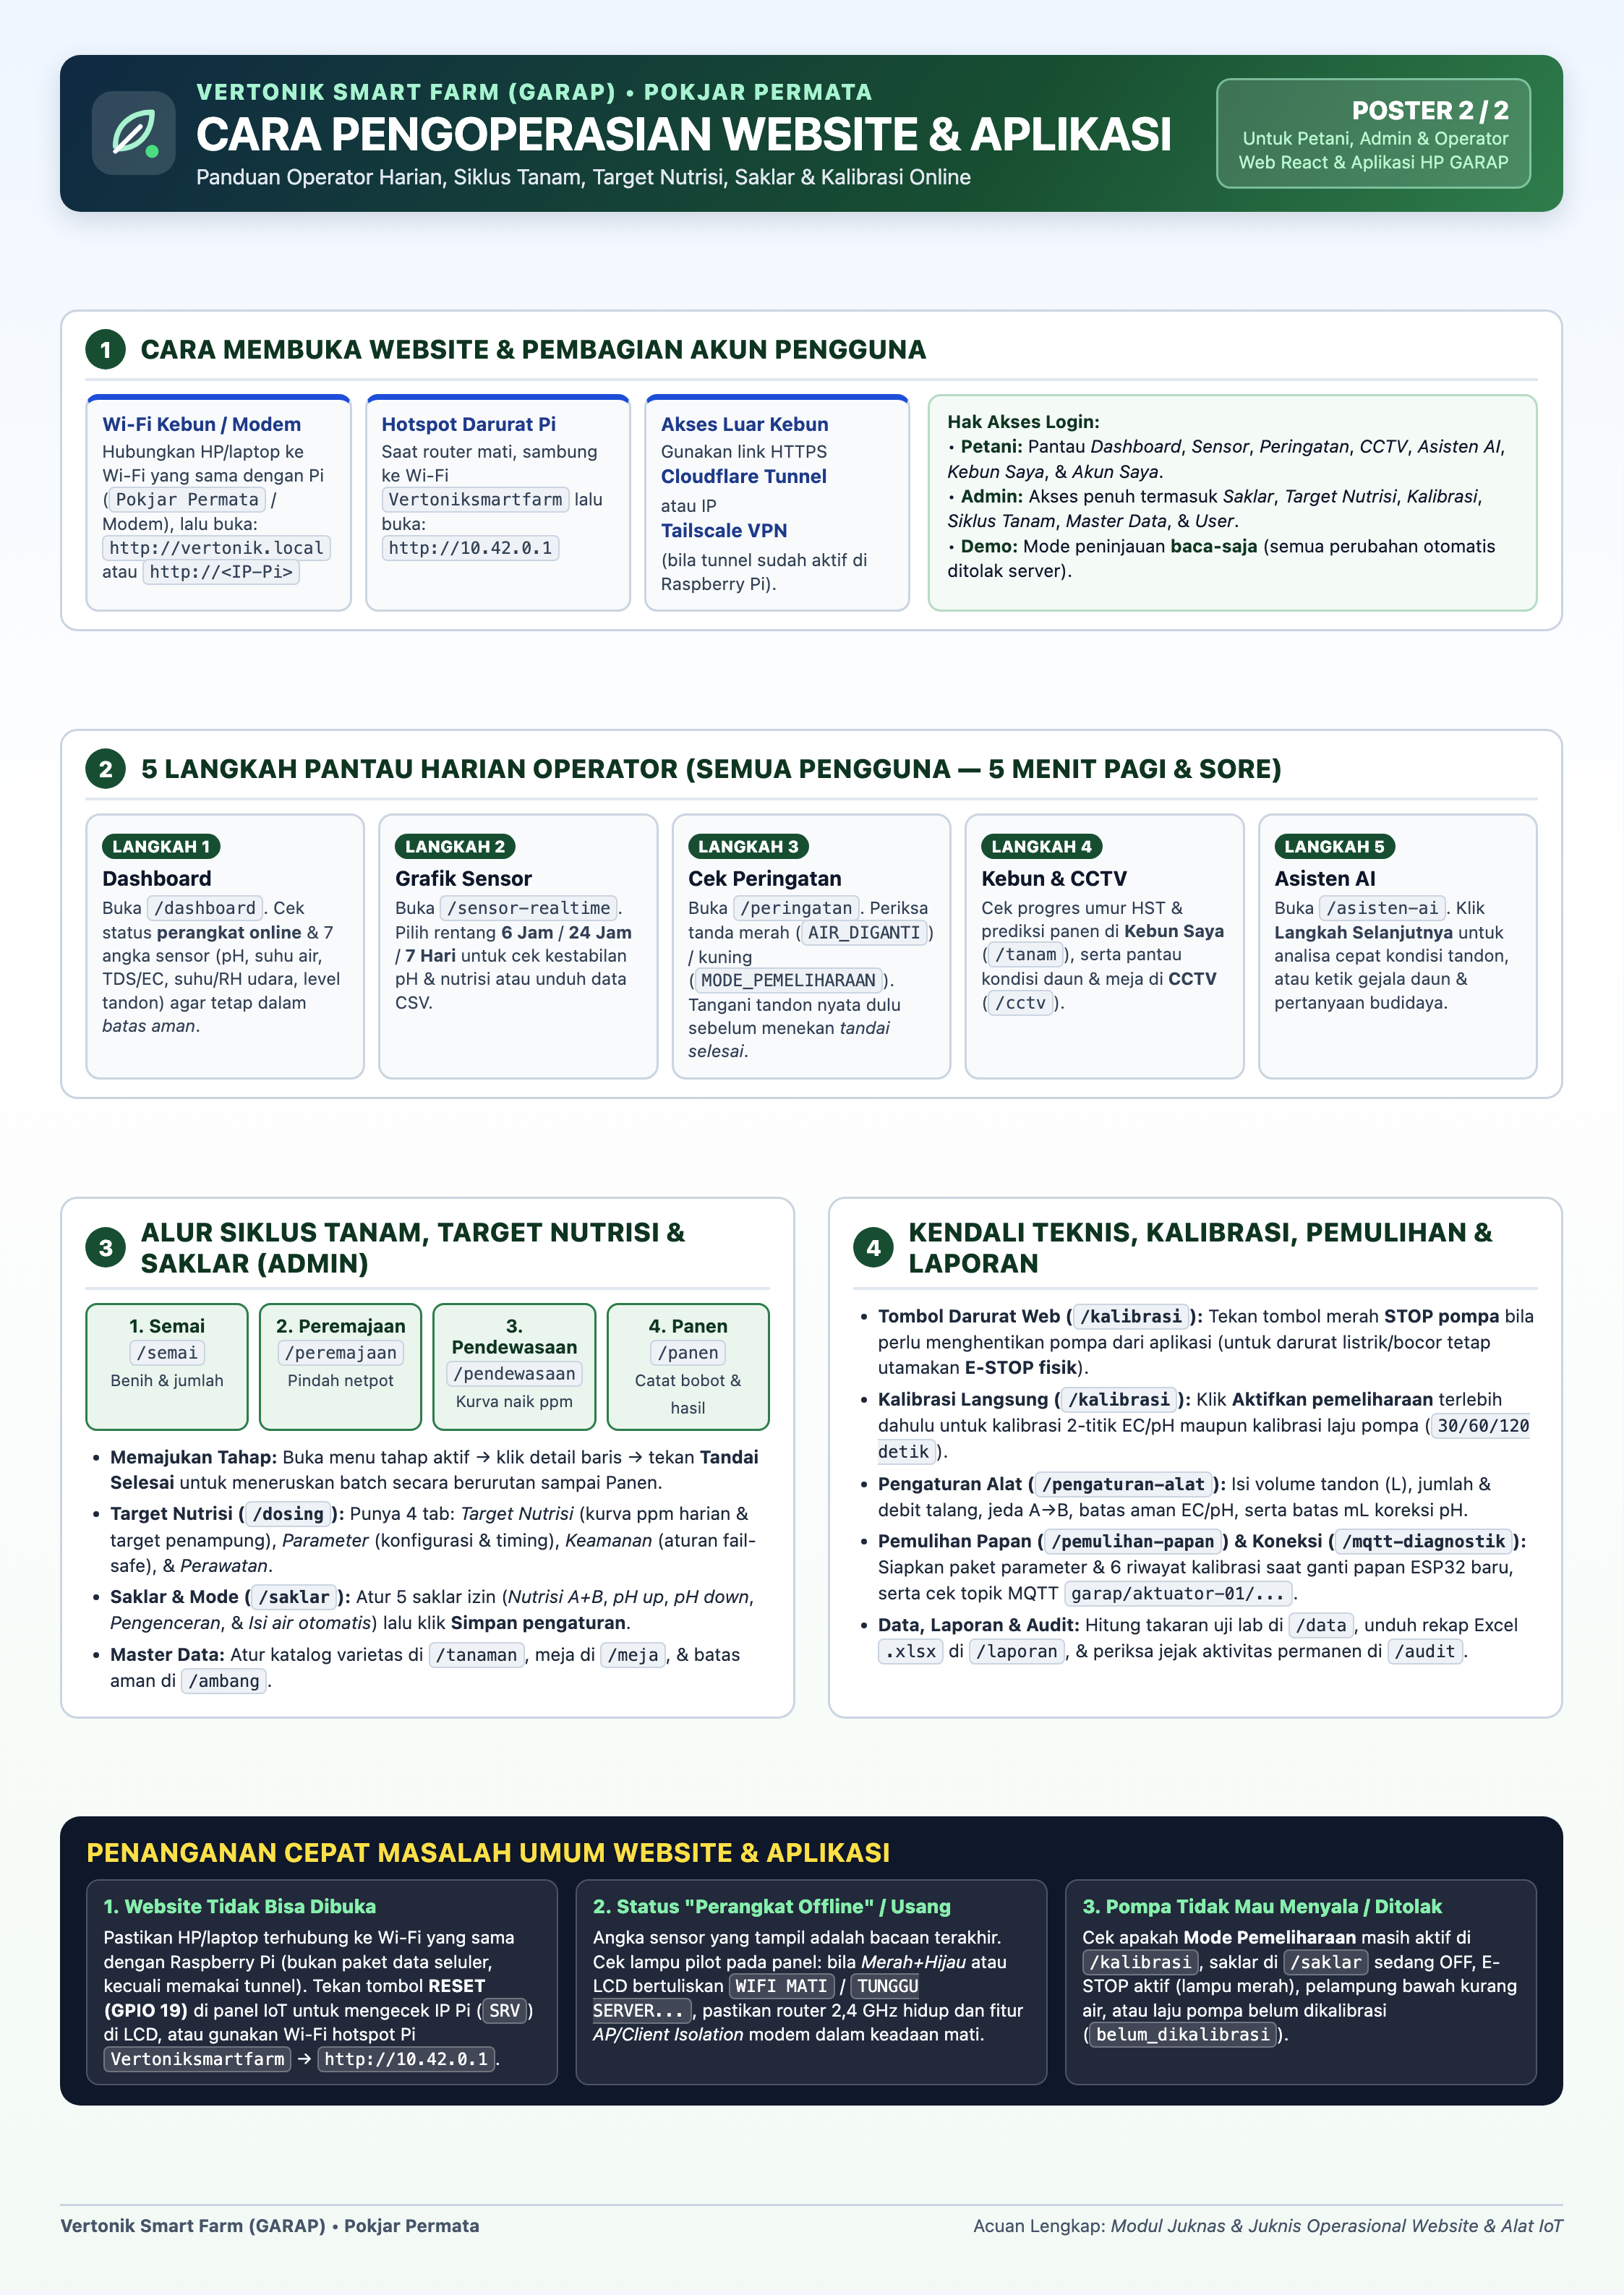 VERTONIK SMART FARM (GARAP) • POKJAR PERMATA
CARA PENGOPERASIAN WEBSITE & APLIKASI
Panduan Operator Harian, Siklus Tanam, Target Nutrisi, Saklar & Kalibrasi Online
POSTER 2 / 2
Untuk Petani, Admin & Operator
Web React & Aplikasi HP GARAP
1 CARA MEMBUKA WEBSITE & PEMBAGIAN AKUN PENGGUNA
Wi-Fi Kebun / Modem
Hubungkan HP/laptop ke
Wi-Fi yang sama dengan Pi
(Pokjar Permata /
Modem), lalu buka:
http://vertonik.local
atau http://<IP-Pi>
Hotspot Darurat Pi
Saat router mati, sambung
ke Wi-Fi
Vertoniksmartfarm lalu
buka:
http://10.42.0.1
Akses Luar Kebun
Gunakan link HTTPS
Cloudflare Tunnel
atau IP
Tailscale VPN
(bila tunnel sudah aktif di
Raspberry Pi).
Hak Akses Login:
• Petani: Pantau Dashboard, Sensor, Peringatan, CCTV, Asisten AI,
Kebun Saya, & Akun Saya.
• Admin: Akses penuh termasuk Saklar, Target Nutrisi, Kalibrasi,
Siklus Tanam, Master Data, & User.
• Demo: Mode peninjauan baca-saja (semua perubahan otomatis
ditolak server).
2 5 LANGKAH PANTAU HARIAN OPERATOR (SEMUA PENGGUNA — 5 MENIT PAGI & SORE)
LANGKAH 1
Dashboard
Buka /dashboard. Cek
status perangkat online & 7
angka sensor (pH, suhu air,
TDS/EC, suhu/RH udara, level
tandon) agar tetap dalam
batas aman.
LANGKAH 2
Grafik Sensor
Buka /sensor-realtime.
Pilih rentang 6 Jam / 24 Jam
/ 7 Hari untuk cek kestabilan
pH & nutrisi atau unduh data
CSV.
LANGKAH 3
Cek Peringatan
Buka /peringatan. Periksa
tanda merah (AIR_DIGANTI)
/ kuning
(MODE_PEMELIHARAAN).
Tangani tandon nyata dulu
sebelum menekan tandai
selesai.
LANGKAH 4
Kebun & CCTV
Cek progres umur HST &
prediksi panen di Kebun Saya
(/tanam), serta pantau
kondisi daun & meja di CCTV
(/cctv).
LANGKAH 5
Asisten AI
Buka /asisten-ai. Klik
Langkah Selanjutnya untuk
analisa cepat kondisi tandon,
atau ketik gejala daun &
pertanyaan budidaya.
3 ALUR SIKLUS TANAM, TARGET NUTRISI &
SAKLAR (ADMIN)
1. Semai
/semai
Benih & jumlah
2. Peremajaan
/peremajaan
Pindah netpot
3.
Pendewasaan
/pendewasaan
Kurva naik ppm
4. Panen
/panen
Catat bobot &
hasil
• Memajukan Tahap: Buka menu tahap aktif → klik detail baris → tekan Tandai
Selesai untuk meneruskan batch secara berurutan sampai Panen.
• Target Nutrisi (/dosing): Punya 4 tab: Target Nutrisi (kurva ppm harian &
target penampung), Parameter (konfigurasi & timing), Keamanan (aturan fail-
safe), & Perawatan.
• Saklar & Mode (/saklar): Atur 5 saklar izin (Nutrisi A+B, pH up, pH down,
Pengenceran, & Isi air otomatis) lalu klik Simpan pengaturan.
• Master Data: Atur katalog varietas di /tanaman, meja di /meja, & batas
aman di /ambang.
4 KENDALI TEKNIS, KALIBRASI, PEMULIHAN &
LAPORAN
• Tombol Darurat Web (/kalibrasi): Tekan tombol merah STOP pompa bila
perlu menghentikan pompa dari aplikasi (untuk darurat listrik/bocor tetap
utamakan E-STOP fisik).
• Kalibrasi Langsung (/kalibrasi): Klik Aktifkan pemeliharaan terlebih
dahulu untuk kalibrasi 2-titik EC/pH maupun kalibrasi laju pompa (30/60/120
detik).
• Pengaturan Alat (/pengaturan-alat): Isi volume tandon (L), jumlah &
debit talang, jeda A→B, batas aman EC/pH, serta batas mL koreksi pH.
• Pemulihan Papan (/pemulihan-papan) & Koneksi (/mqtt-diagnostik):
Siapkan paket parameter & 6 riwayat kalibrasi saat ganti papan ESP32 baru,
serta cek topik MQTT garap/aktuator-01/....
• Data, Laporan & Audit: Hitung takaran uji lab di /data, unduh rekap Excel
.xlsx di /laporan, & periksa jejak aktivitas permanen di /audit.
PENANGANAN CEPAT MASALAH UMUM WEBSITE & APLIKASI
1. Website Tidak Bisa Dibuka
Pastikan HP/laptop terhubung ke Wi-Fi yang sama
dengan Raspberry Pi (bukan paket data seluler,
kecuali memakai tunnel). Tekan tombol RESET
(GPIO 19) di panel IoT untuk mengecek IP Pi (SRV)
di LCD, atau gunakan Wi-Fi hotspot Pi
Vertoniksmartfarm → http://10.42.0.1.
2. Status "Perangkat Offline" / Usang
Angka sensor yang tampil adalah bacaan terakhir.
Cek lampu pilot pada panel: bila Merah+Hijau atau
LCD bertuliskan WIFI MATI / TUNGGU
SERVER..., pastikan router 2,4 GHz hidup dan fitur
AP/Client Isolation modem dalam keadaan mati.
3. Pompa Tidak Mau Menyala / Ditolak
Cek apakah Mode Pemeliharaan masih aktif di
/kalibrasi, saklar di /saklar sedang OFF, E-
STOP aktif (lampu merah), pelampung bawah kurang
air, atau laju pompa belum dikalibrasi
(belum_dikalibrasi).
Vertonik Smart Farm (GARAP) • Pokjar Permata
Acuan Lengkap: Modul Juknas & Juknis Operasional Website & Alat IoT